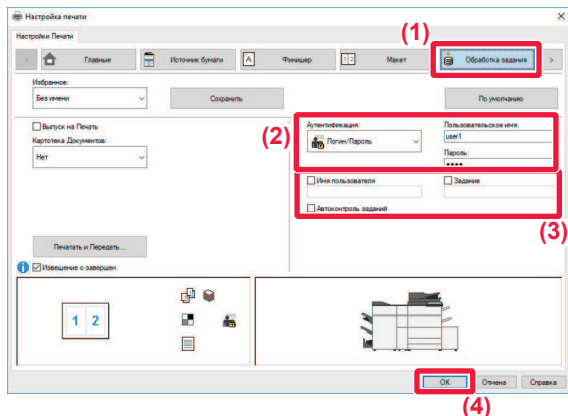 Настройка печати
Настройки Печати
(1)
Главные
Источник бумаги
A
Финишер
1 2
Макет
Обработка задания
Избранное:
Без имени
Сохранить
По умолчанию
Выпуск на Печать
Картотека Документов:
Нет
(2)
Аутентификация:
Логин/Пароль
Пользовательское имя:
user1
Пароль:
••••
Имя пользователя
Задание
Автоконтроль заданий
(3)
Печатать и Передать...
Извещение о завершен.
1 2
OK
Отмена
Справка
(4)